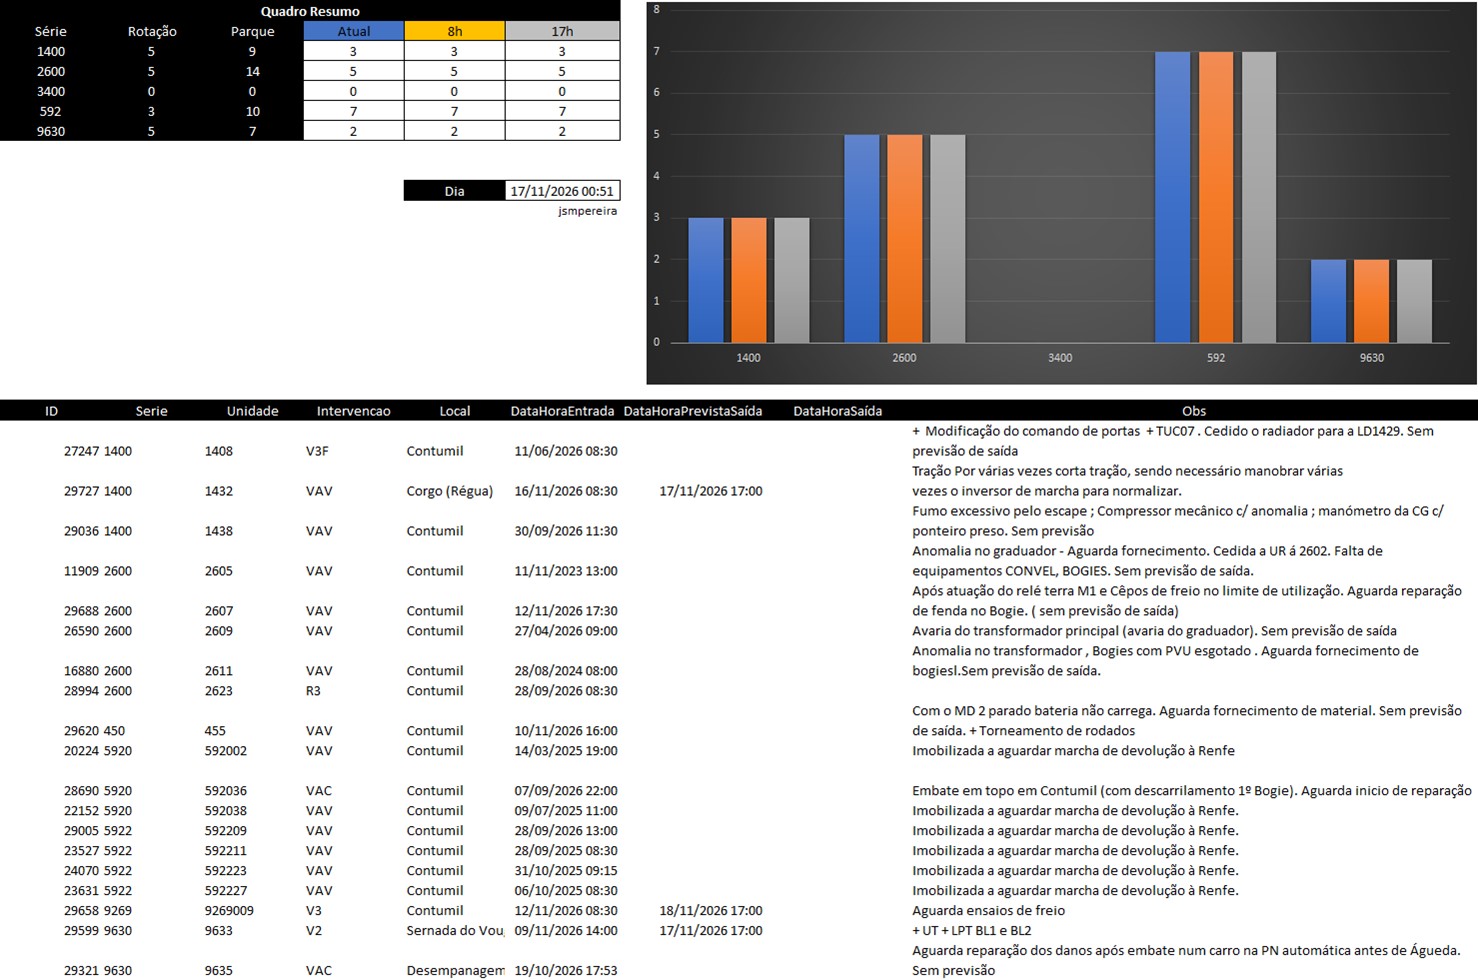 Quadro Resumo
Série Rotação Parque Atual 8h 17h
1400 5 9 3 3 3
2600 5 14 5 5 5
3400 0 0 0 0 0
592 3 10 7 7 7
9630 5 7 2 2 2
Dia 17/11/2026 00:51
jsmpereira
8
7
6
5
4
3
2
1
0
1400 2600 3400 592 9630
ID Serie Unidade Intervencao Local DataHoraEntrada DataHoraPrevistaSaída DataHoraSaída Obs
+ Modificação do comando de portas + TUC07 . Cedido o radiador para a LD1429. Sem
27247 1400 1408 V3F Contumil 11/06/2026 08:30 previsão de saída
Tração Por várias vezes corta tração, sendo necessário manobrar várias
29727 1400 1432 VAV Corgo (Régua) 16/11/2026 08:30 17/11/2026 17:00 vezes o inversor de marcha para normalizar.
Fumo excessivo pelo escape ; Compressor mecânico c/ anomalia ; manómetro da CG c/
29036 1400 1438 VAV Contumil 30/09/2026 11:30 ponteiro preso. Sem previsão
Anomalia no graduador - Aguarda fornecimento. Cedida a UR á 2602. Falta de
11909 2600 2605 VAV Contumil 11/11/2023 13:00 equipamentos CONVEL, BOGIES. Sem previsão de saída.
Após atuação do relé terra M1 e Cêpos de freio no limite de utilização. Aguarda reparação
29688 2600 2607 VAV Contumil 12/11/2026 17:30 de fenda no Bogie. ( sem previsão de saída)
26590 2600 2609 VAV Contumil 27/04/2026 09:00 Avaria do transformador principal (avaria do graduador). Sem previsão de saída
Anomalia no transformador , Bogies com PVU esgotado . Aguarda fornecimento de
16880 2600 2611 VAV Contumil 28/08/2024 08:00 bogiesl.Sem previsão de saída.
28994 2600 2623 R3 Contumil 28/09/2026 08:30
Com o MD 2 parado bateria não carrega. Aguarda fornecimento de material. Sem previsão
29620 450 455 VAV Contumil 10/11/2026 16:00 de saída. + Torneamento de rodados
20224 5920 592002 VAV Contumil 14/03/2025 19:00 Imobilizada a aguardar marcha de devolução à Renfe
28690 5920 592036 VAC Contumil 07/09/2026 22:00 Embate em topo em Contumil (com descarrilamento 1º Bogie). Aguarda inicio de reparação
22152 5920 592038 VAV Contumil 09/07/2025 11:00 Imobilizada a aguardar marcha de devolução à Renfe.
29005 5922 592209 VAV Contumil 28/09/2026 13:00 Imobilizada a aguardar marcha de devolução à Renfe.
23527 5922 592211 VAV Contumil 28/09/2025 08:30 Imobilizada a aguardar marcha de devolução à Renfe.
24070 5922 592223 VAV Contumil 31/10/2025 09:15 Imobilizada a aguardar marcha de devolução à Renfe.
23631 5922 592227 VAV Contumil 06/10/2025 08:30 Imobilizada a aguardar marcha de devolução à Renfe.
29658 9269 9269009 V3 Contumil 12/11/2026 08:30 18/11/2026 17:00 Aguarda ensaios de freio
29599 9630 9633 V2 Sernada do Vou 09/11/2026 14:00 17/11/2026 17:00 + UT + LPT BL1 e BL2
Aguarda reparação dos danos após embate num carro na PN automática antes de Águeda.
29321 9630 9635 VAC Desempanagem 19/10/2026 17:53 Sem previsão